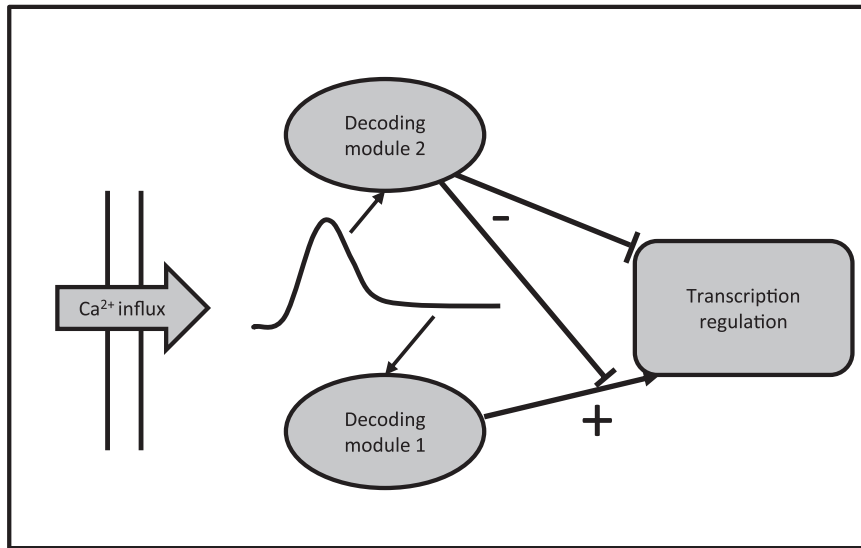 Decoding
module 2
-
Ca²⁺ influx
Transcription
regulation
Decoding
module 1
+